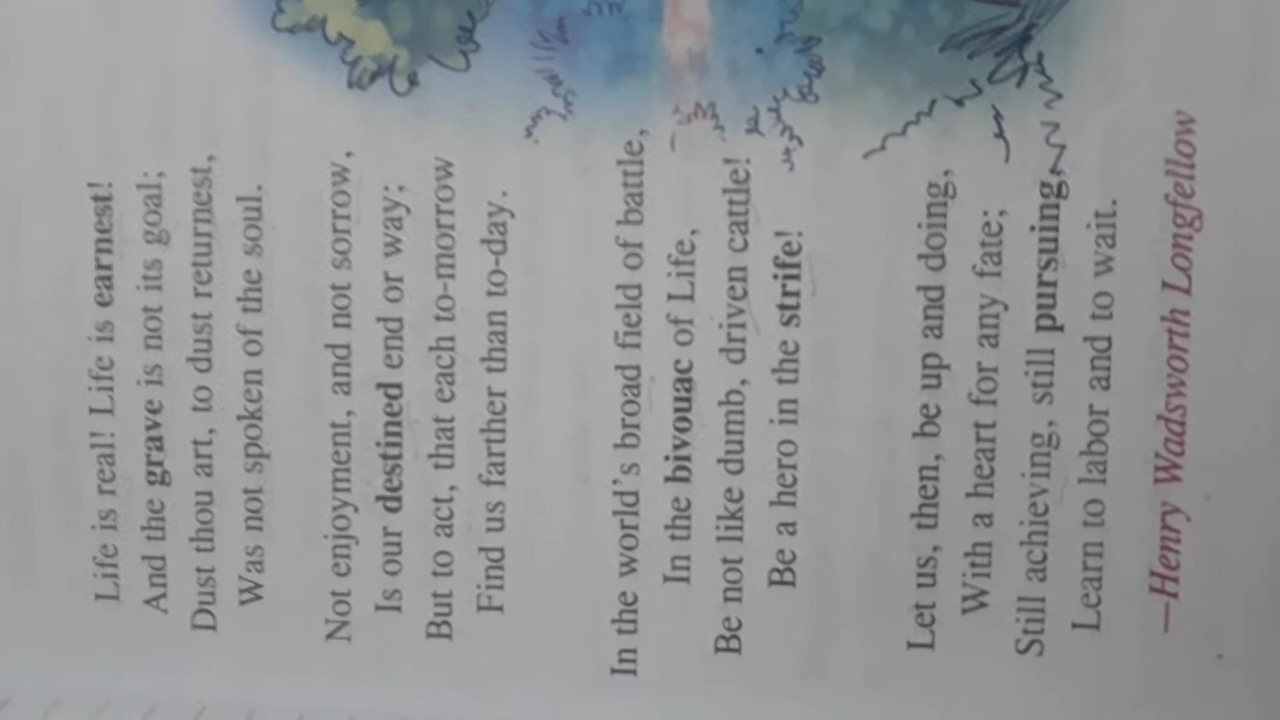 Life is real! Life is earnest!
And the grave is not its goal;
Dust thou art, to dust returnest,
Was not spoken of the soul.
Not enjoyment, and not sorrow,
Is our destined end or way;
But to act, that each to-morrow
Find us farther than to-day.
In the world's broad field of battle,
In the bivouac of Life,
Be not like dumb, driven cattle!
Be a hero in the strife!
Let us, then, be up and doing,
With a heart for any fate;
Still achieving, still pursuing,
Learn to labor and to wait.
—Henry Wadsworth Longfellow